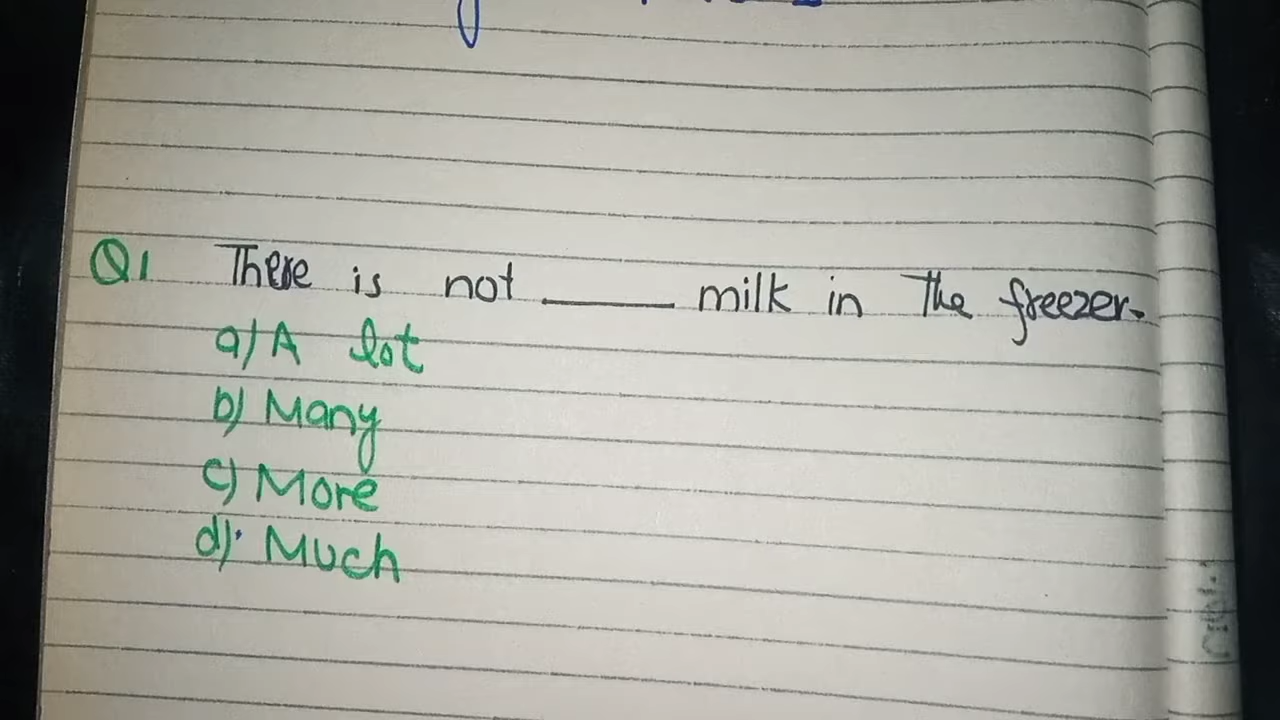 Q1 There is not _____ milk in the freezer.
a) A lot
b) Many
c) More
d) Much